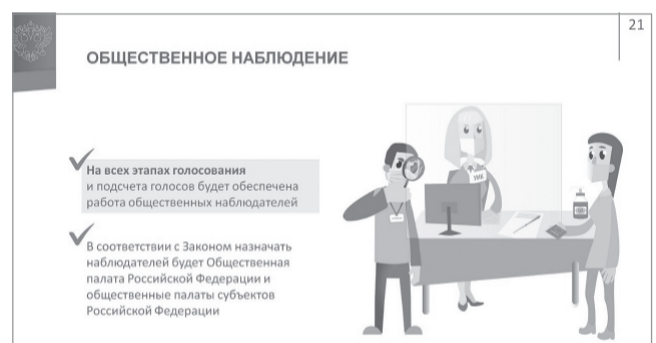 21
ОБЩЕСТВЕННОЕ НАБЛЮДЕНИЕ
На всех этапах голосования
и подсчета голосов будет обеспечена
работа общественных наблюдателей
В соответствии с Законом назначать
наблюдателей будет Общественная
палата Российской Федерации и
общественные палаты субъектов
Российской Федерации
УИК